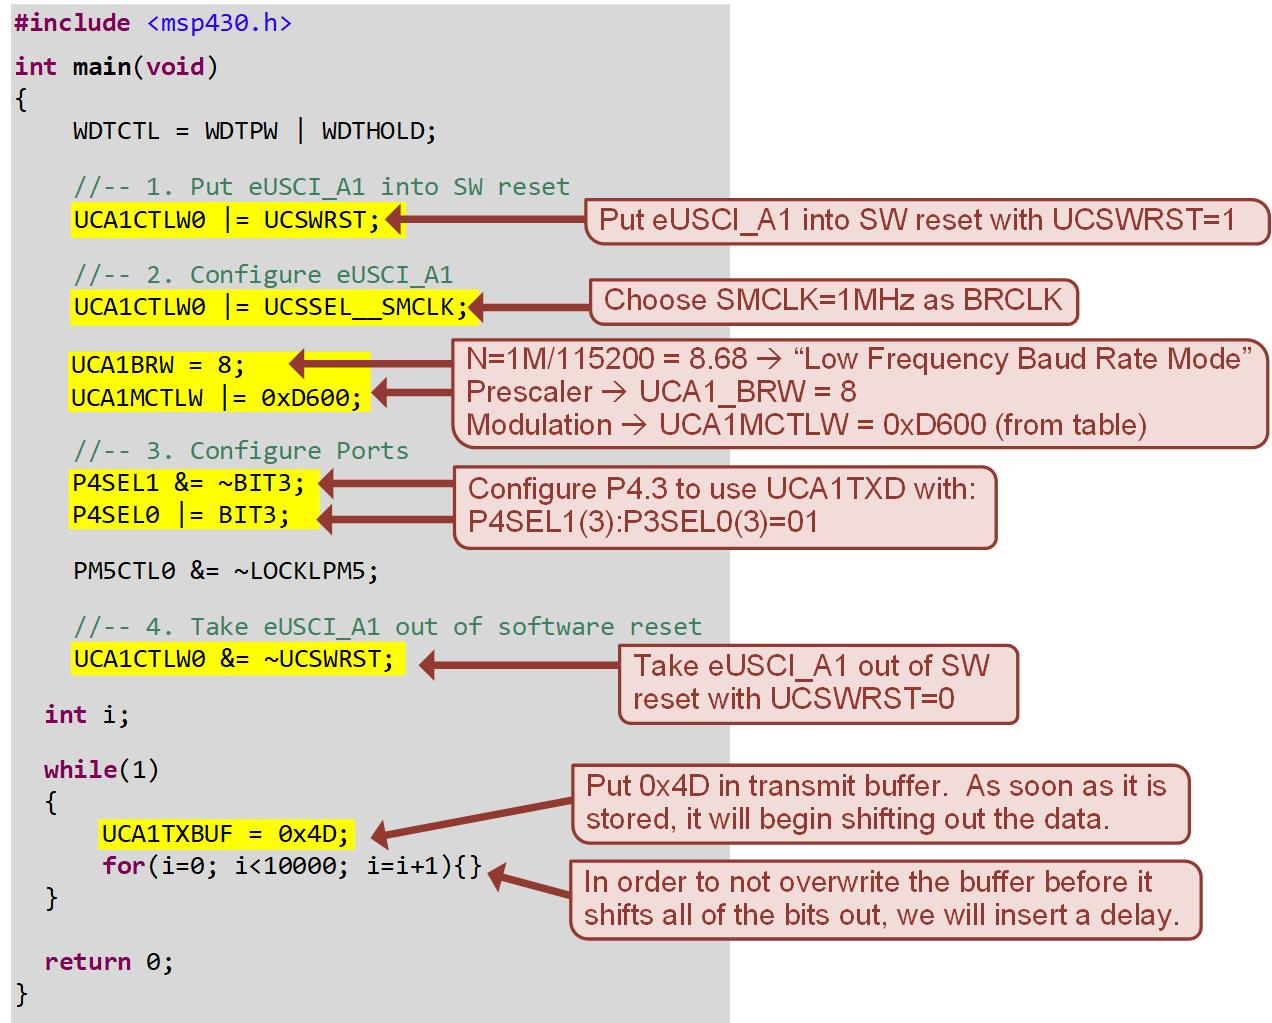 #include <msp430.h>
int main(void)
{
WDTCTL = WDTPW | WDTHOLD;
//-- 1. Put eUSCI_A1 into SW reset
UCA1CTLW0 |= UCSWRST;
Put eUSCI_A1 into SW reset with UCSWRST=1
//-- 2. Configure eUSCI_A1
UCA1CTLW0 |= UCSSEL__SMCLK;
Choose SMCLK=1MHz as BRCLK
UCA1BRW = 8;
UCA1MCTLW |= 0xD600;
N=1M/115200 = 8.68 → “Low Frequency Baud Rate Mode”
Prescaler → UCA1_BRW = 8
Modulation → UCA1MCTLW = 0xD600 (from table)
//-- 3. Configure Ports
P4SEL1 &= ~BIT3;
P4SEL0 |= BIT3;
Configure P4.3 to use UCA1TXD with:
P4SEL1(3):P3SEL0(3)=01
PM5CTL0 &= ~LOCKLPM5;
//-- 4. Take eUSCI_A1 out of software reset
UCA1CTLW0 &= ~UCSWRST;
Take eUSCI_A1 out of SW
reset with UCSWRST=0
int i;
while(1)
{
UCA1TXBUF = 0x4D;
Put 0x4D in transmit buffer. As soon as it is
stored, it will begin shifting out the data.
for(i=0; i<10000; i=i+1){}
In order to not overwrite the buffer before it
shifts all of the bits out, we will insert a delay.
}
return 0;
}